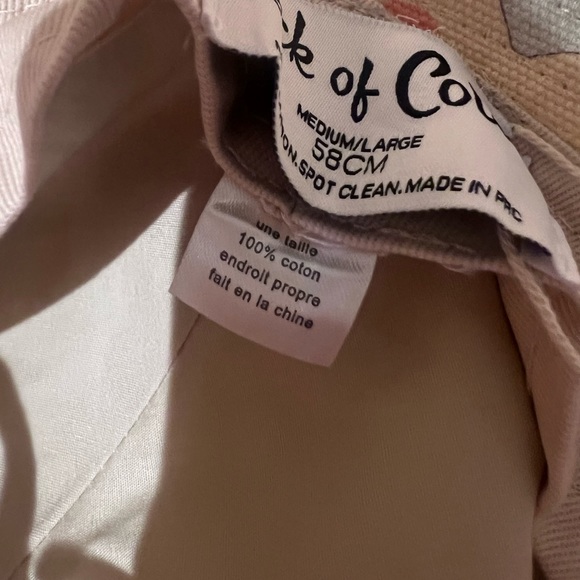 k of Co
MEDIUM/LARGE
58CM
ON.SPOT CLEAN.MADE IN PRC
une taille
100% coton
endroit propre
fait en la chine